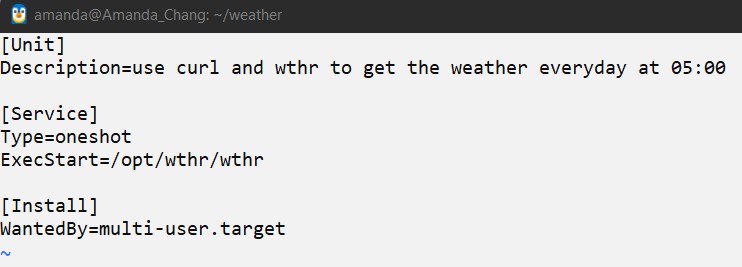 amanda@Amanda_Chang: ~/weather
[Unit]
Description=use curl and wthr to get the weather everyday at 05:00
[Service]
Type=oneshot
ExecStart=/opt/wthr/wthr
[Install]
WantedBy=multi-user.target
~